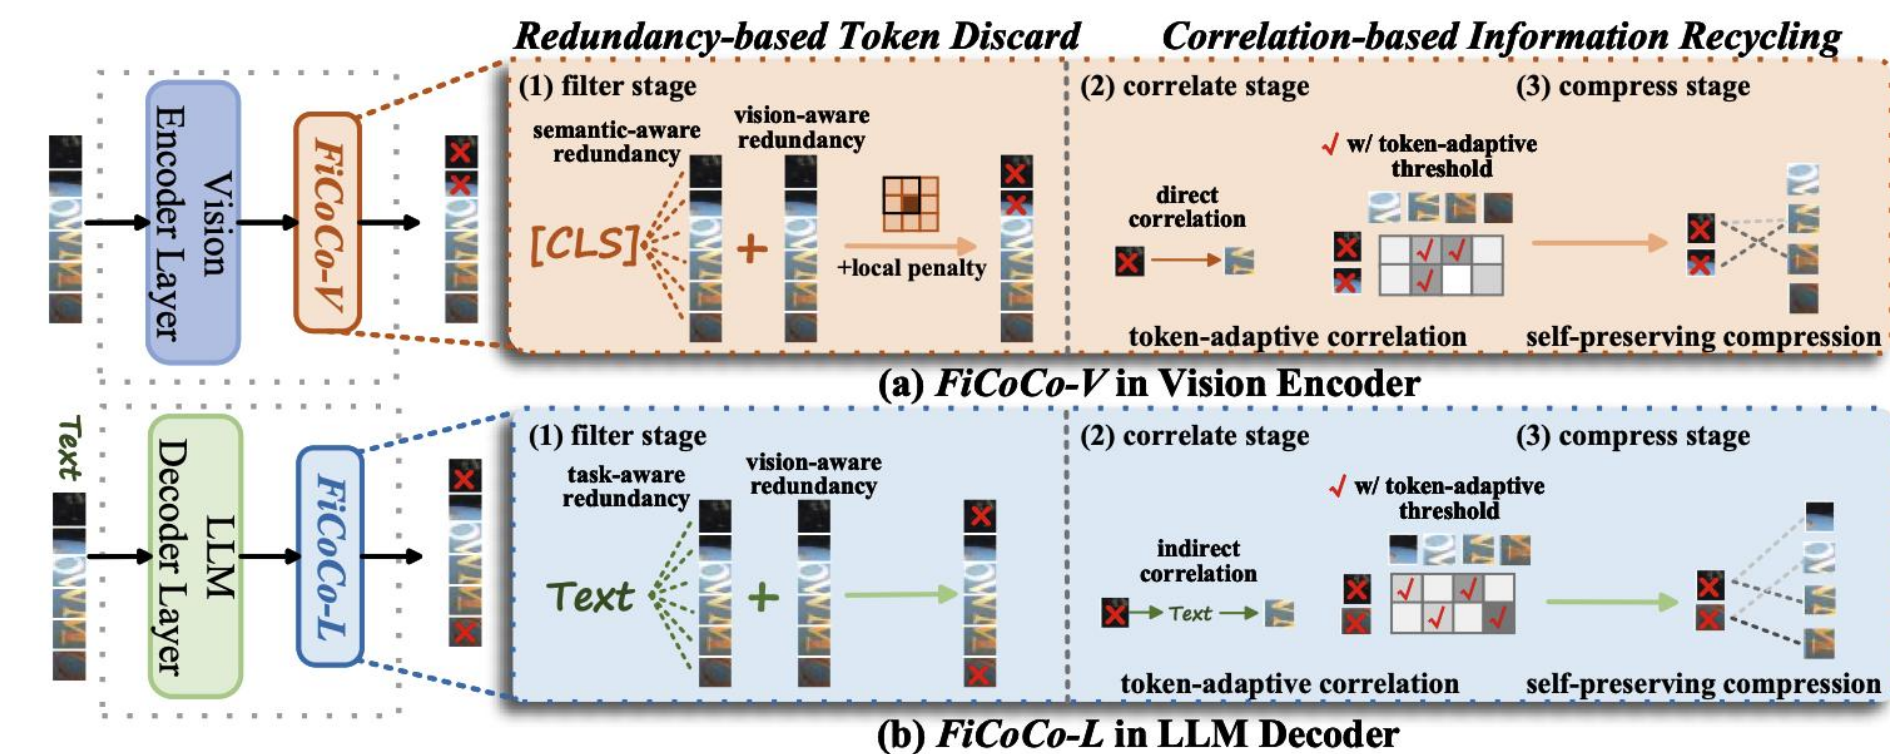 Redundancy-based Token Discard
Correlation-based Information Recycling
Vision
Encoder Layer
FiCoCo-V
(1) filter stage
semantic-aware
redundancy
vision-aware
redundancy
[CLS]
+
+local penalty
(2) correlate stage
direct
correlation
✓ w/ token-adaptive
threshold
token-adaptive correlation
(3) compress stage
self-preserving compression
(a) FiCoCo-V in Vision Encoder
Text
LLM
Decoder Layer
FiCoCo-L
(1) filter stage
task-aware
redundancy
vision-aware
redundancy
Text
+
(2) correlate stage
indirect
correlation
Text
✓ w/ token-adaptive
threshold
token-adaptive correlation
(3) compress stage
self-preserving compression
(b) FiCoCo-L in LLM Decoder